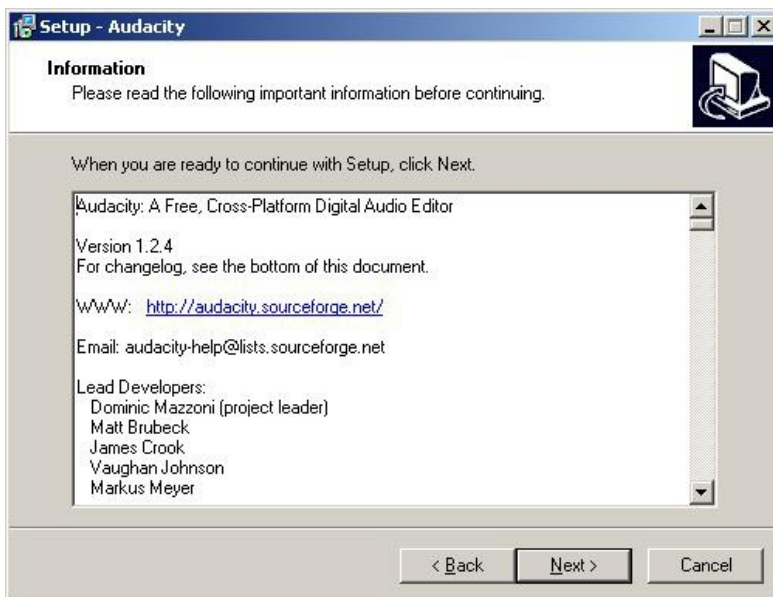 Setup - Audacity
Information
Please read the following important information before continuing.
When you are ready to continue with Setup, click Next.
Audacity: A Free, Cross-Platform Digital Audio Editor
Version 1.2.4
For changelog, see the bottom of this document.
WWW: http://audacity.sourceforge.net/
Email: audacity-help@lists.sourceforge.net
Lead Developers:
Dominic Mazzoni (project leader)
Matt Brubeck
James Crook
Vaughan Johnson
Markus Meyer
< Back Next > Cancel